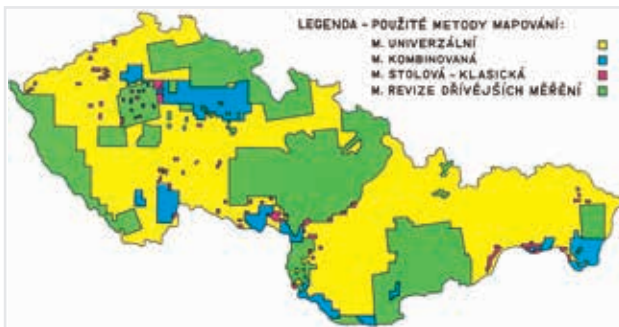 LEGENDA - POUŽITÉ METODY MAPOVÁNÍ:
M. UNIVERZÁLNÍ
M. KOMBINOVANÁ
M. STOLOVÁ - KLASICKÁ
M. REVIZE DŘÍVĚJŠÍCH MĚŘENÍ